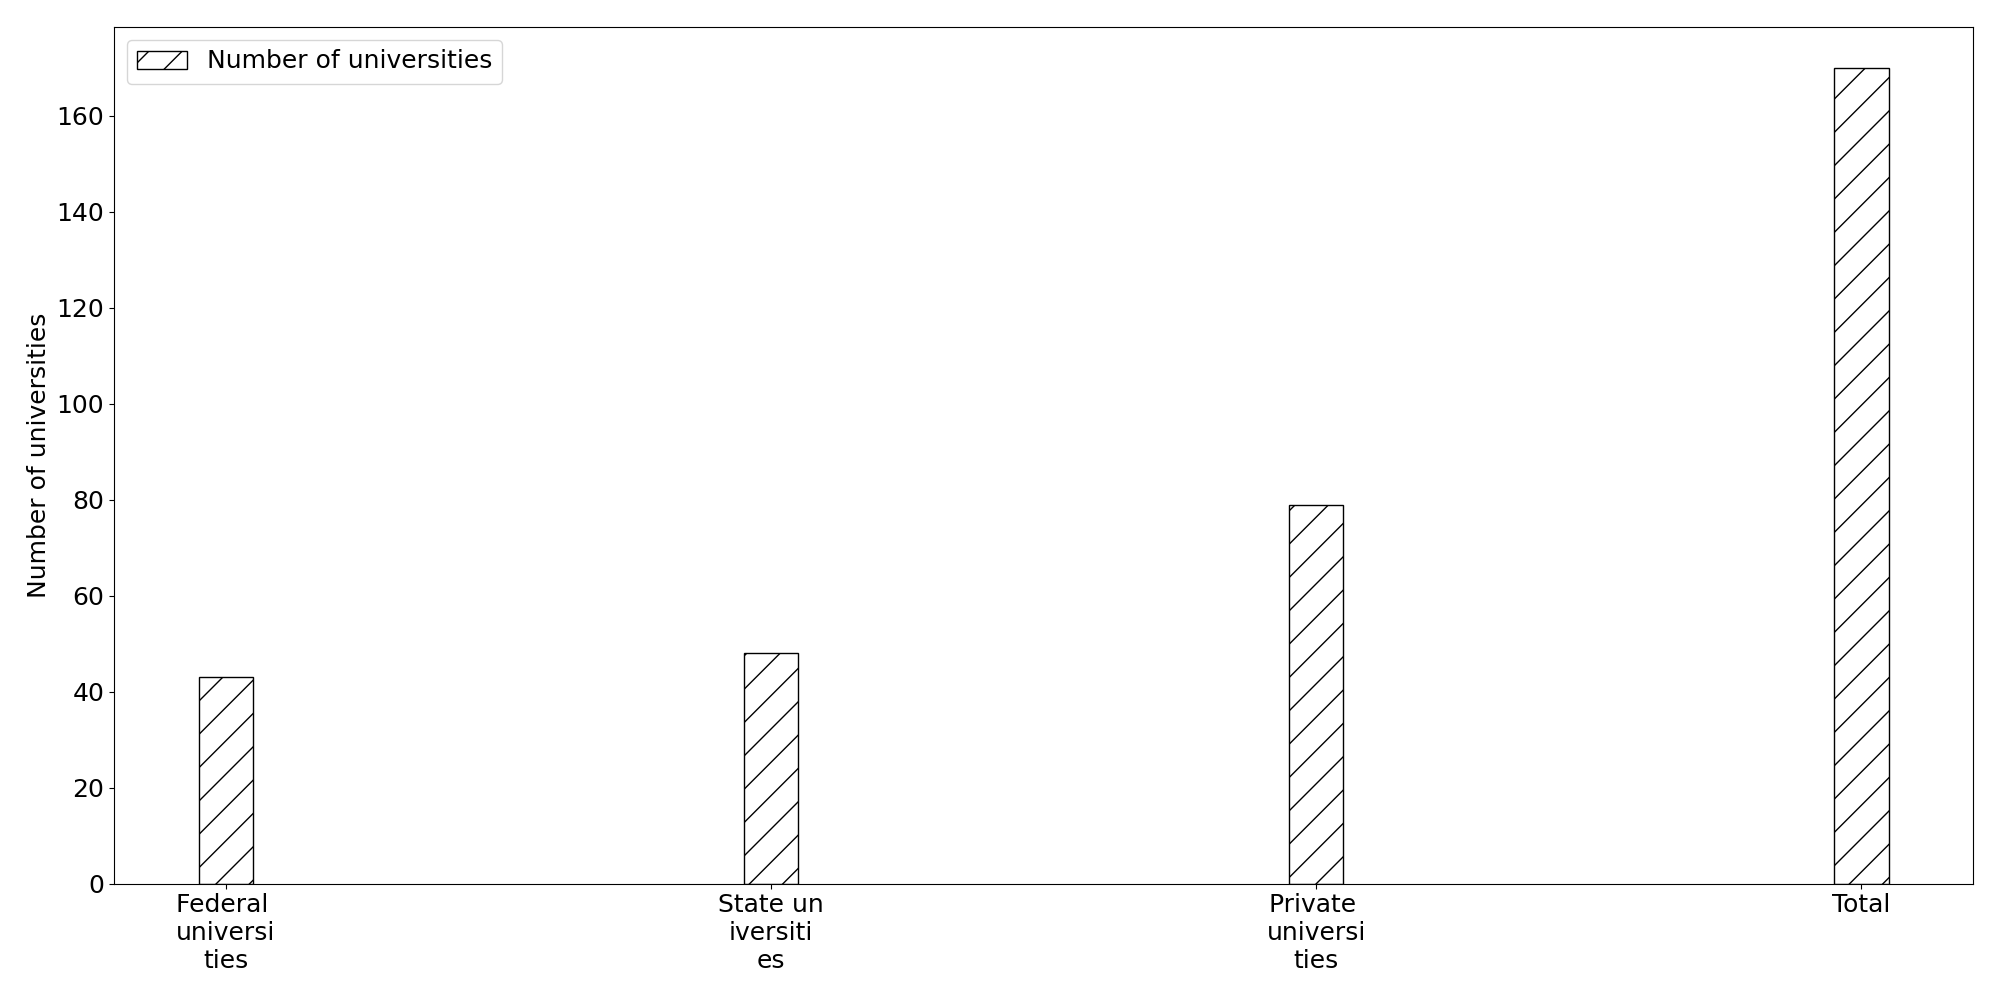 Number of universities
160
140
120
100
80
60
40
20
0
Number of universities
Federal
universi
ties
State un
iversiti
es
Private
universi
ties
Total